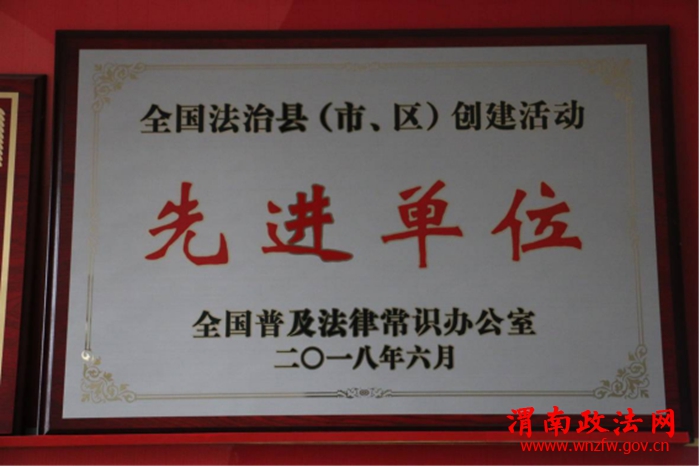 全国法治县（市、区）创建活动
先进单位
全国普及法律常识办公室
二〇一八年六月
渭南政法网
www.wnzfw.gov.cn